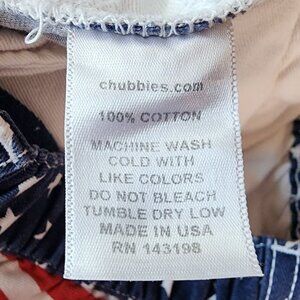 chubbies.com
100% COTTON
MACHINE WASH
COLD WITH
LIKE COLORS
DO NOT BLEACH
TUMBLE DRY LOW
MADE IN USA
RN 143198